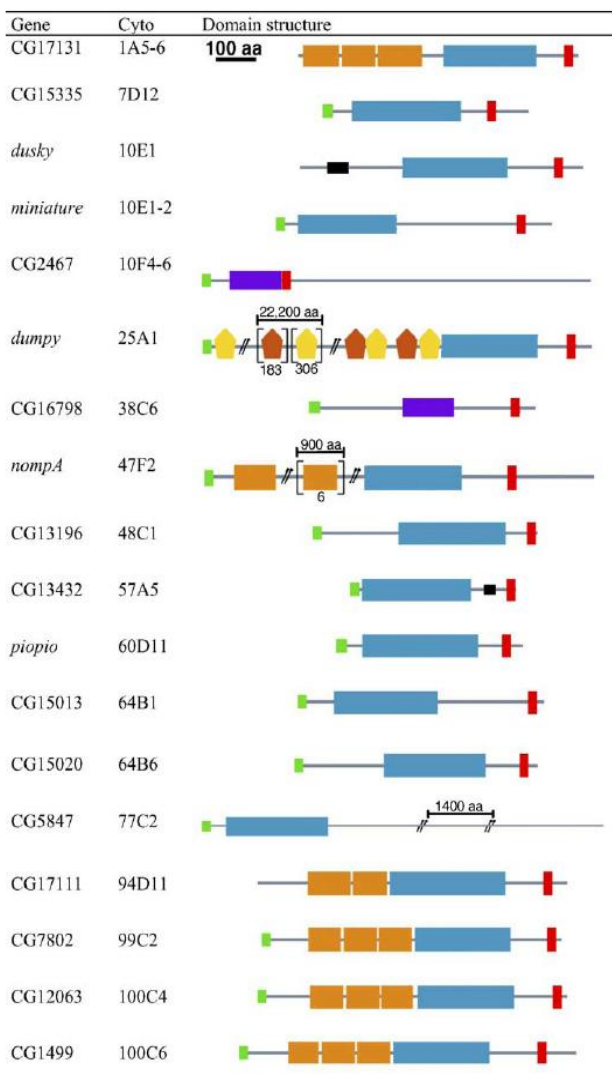 Gene Cyto Domain structure
CG17131 1A5-6 100 aa
CG15335 7D12
dusky 10E1
miniature 10E1-2
CG2467 10F4-6
22,200 aa
dumpy 25A1
183 306
CG16798 38C6
900 aa
nompA 47F2
6
CG13196 48C1
CG13432 57A5
piopio 60D11
CG15013 64B1
CG15020 64B6
1400 aa
CG5847 77C2
CG17111 94D11
CG7802 99C2
CG12063 100C4
CG1499 100C6